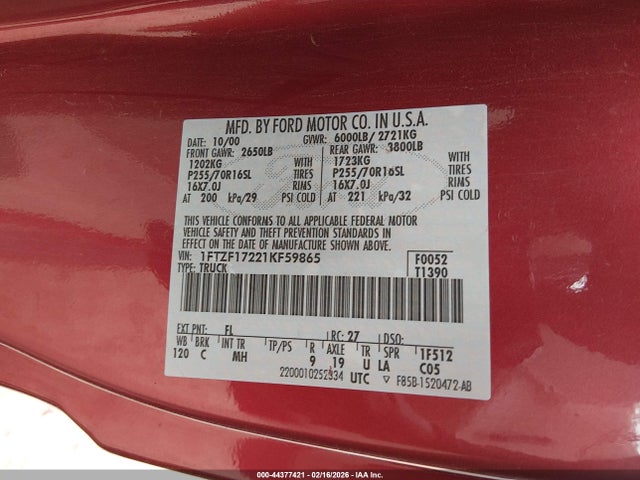 MFD. BY FORD MOTOR CO. IN U.S.A.
DATE: 10/00 GVWR: 6000LB/ 2721KG
FRONT GAWR: 2650LB REAR GAWR: 3800LB
1202KG WITH 1723KG WITH
P255/70R16SL TIRES P255/70R16SL TIRES
16X7.0J RIMS 16X7.0J RIMS
AT 200 kPa/29 PSI COLD AT 221 kPa/32 PSI COLD
THIS VEHICLE CONFORMS TO ALL APPLICABLE FEDERAL MOTOR
VEHICLE SAFETY AND THEFT PREVENTION STANDARDS IN
EFFECT ON THE DATE OF MANUFACTURE SHOWN ABOVE.
VIN: 1FTZF17221KF59865 F0052
TYPE: TRUCK T1390
EXT PNT: FL RC: 27 DSO:
WB BRK INT TR TP/PS R AXLE TR SPR 1F512
120 C MH 9 19 U LA C05
UTC ▽ F85B-1520472-AB
000-44377421 - 02/16/2026 - IAA Inc.